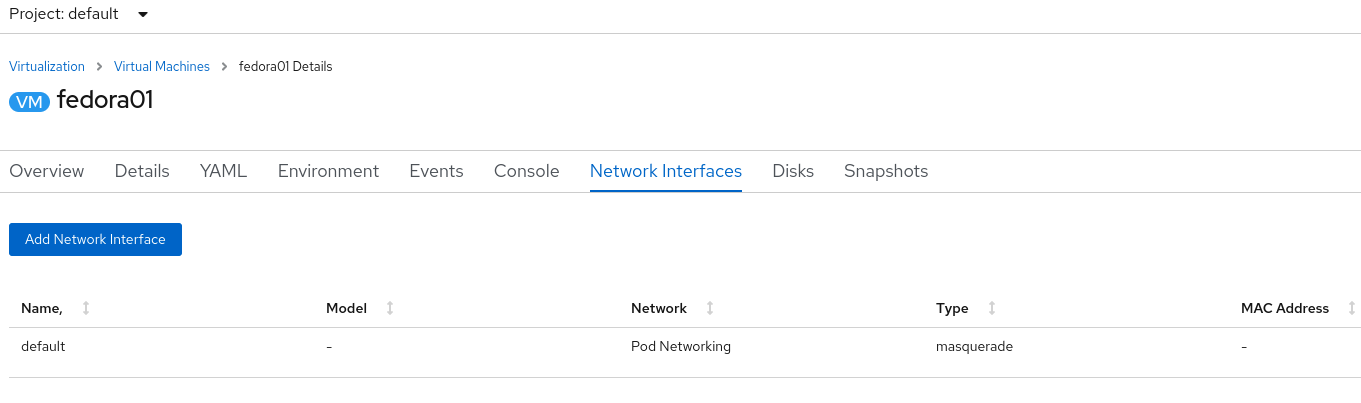 Project: default
Virtualization > Virtual Machines > fedora01 Details
VM fedora01
Overview Details YAML Environment Events Console Network Interfaces Disks Snapshots
Add Network Interface
Name, Model Network Type MAC Address
default - Pod Networking masquerade -